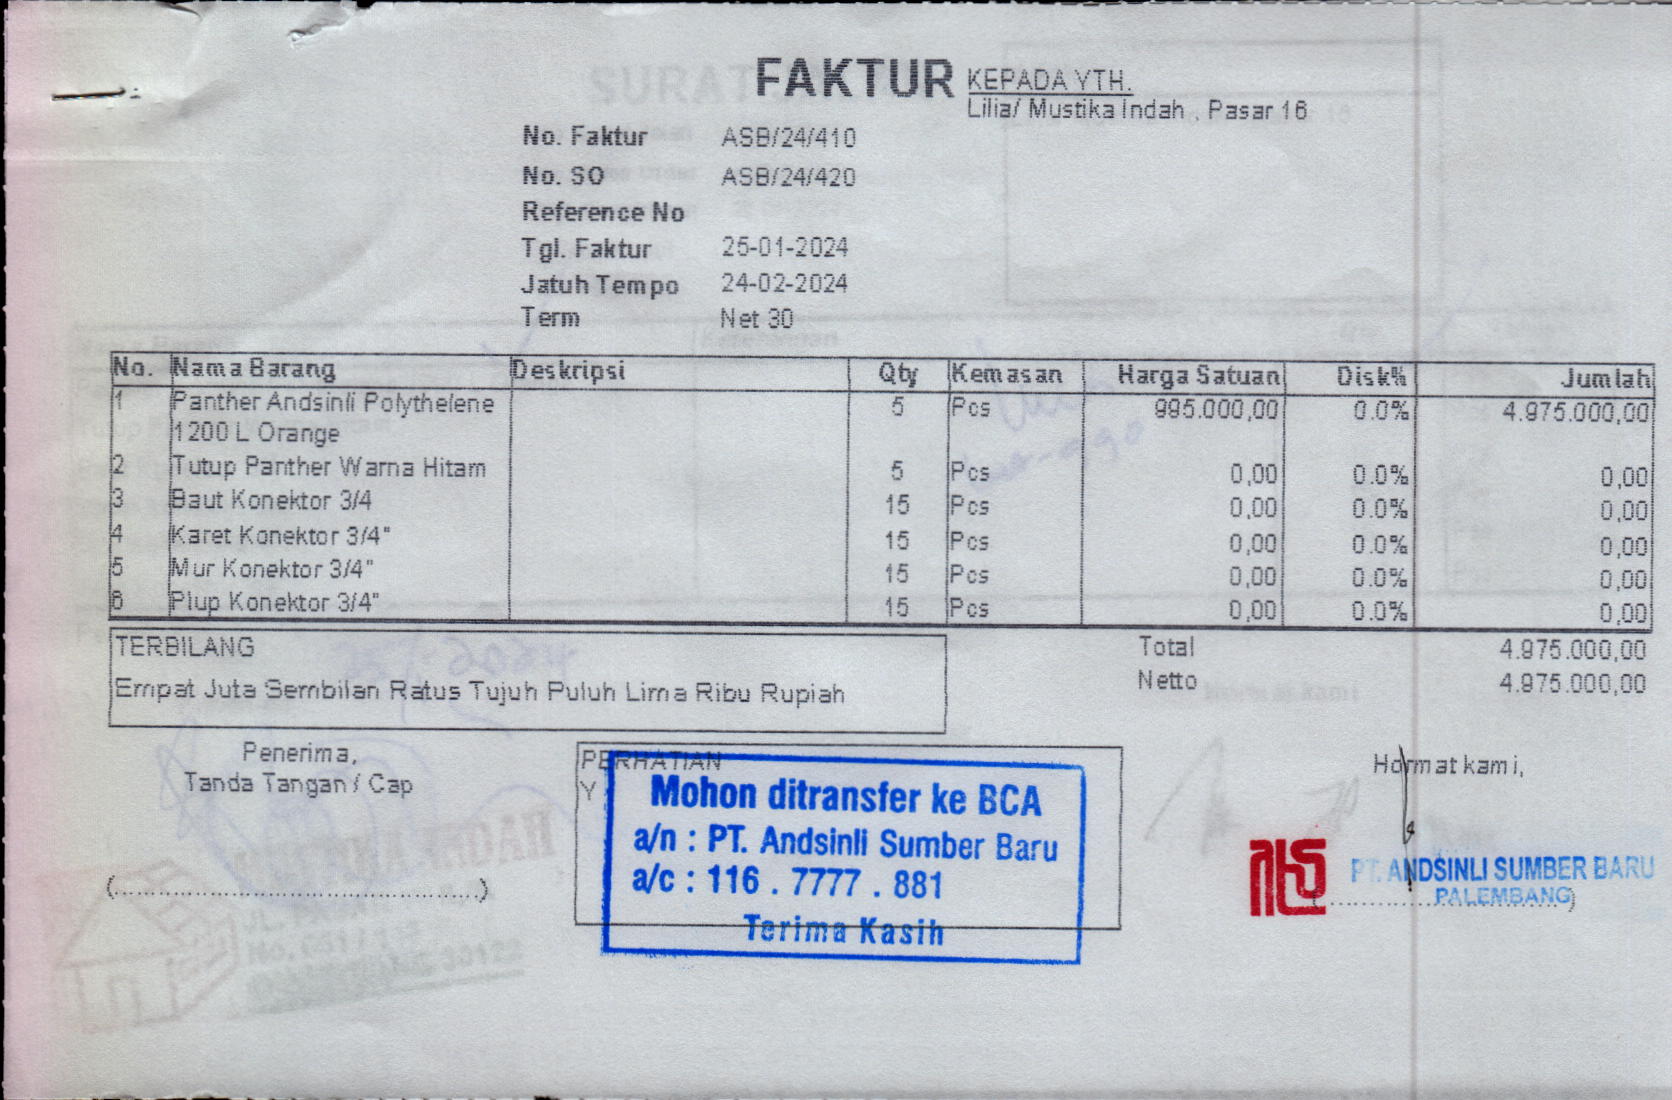 FAKTUR
KEPADA YTH.
Lilia/ Mustika Indah , Pasar 16
No. Faktur ASB/24/410
No. SO ASB/24/420
Reference No
Tgl. Faktur 25-01-2024
Jatuh Tempo 24-02-2024
Term Net 30
No. Nama Barang Deskripsi Qty Kemasan Harga Satuan Disk% Jumlah
1 Panther Andsinli Polythelene 5 Pcs 995.000,00 0.0% 4.975.000,00
1200 L Orange
2 Tutup Panther Warna Hitam 5 Pcs 0,00 0.0% 0,00
3 Baut Konektor 3/4 15 Pcs 0,00 0.0% 0,00
4 Karet Konektor 3/4" 15 Pcs 0,00 0.0% 0,00
5 Mur Konektor 3/4" 15 Pcs 0,00 0.0% 0,00
6 Plup Konektor 3/4" 15 Pcs 0,00 0.0% 0,00
TERBILANG
Empat Juta Sembilan Ratus Tujuh Puluh Lima Ribu Rupiah
Total 4.975.000,00
Netto 4.975.000,00
Penerima,
Tanda Tangan / Cap
(..............................................)
PERHATIAN
Y
Mohon ditransfer ke BCA
a/n : PT. Andsinli Sumber Baru
a/c : 116 . 7777 . 881
Terima Kasih
Hormat kami,
PT. ANDSINLI SUMBER BARU
PALEMBANG